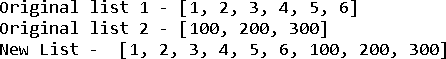 Original list 1 - [1, 2, 3, 4, 5, 6]
Original list 2 - [100, 200, 300]
New List -  [1, 2, 3, 4, 5, 6, 100, 200, 300]